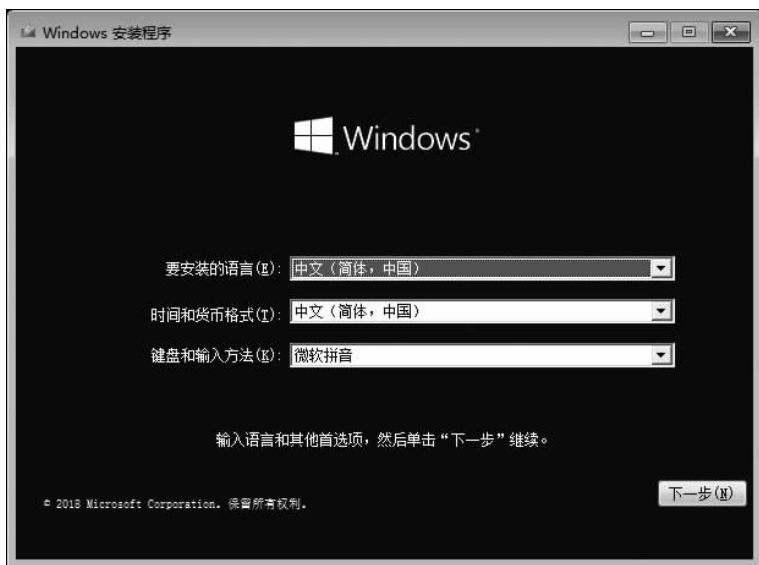 Windows 安装程序
Windows
要安装的语言(E): 中文(简体，中国)
时间和货币格式(T): 中文(简体，中国)
键盘和输入方法(K): 微软拼音
输入语言和其他首选项，然后单击“下一步”继续。
下一步(N)
© 2018 Microsoft Corporation。保留所有权利。